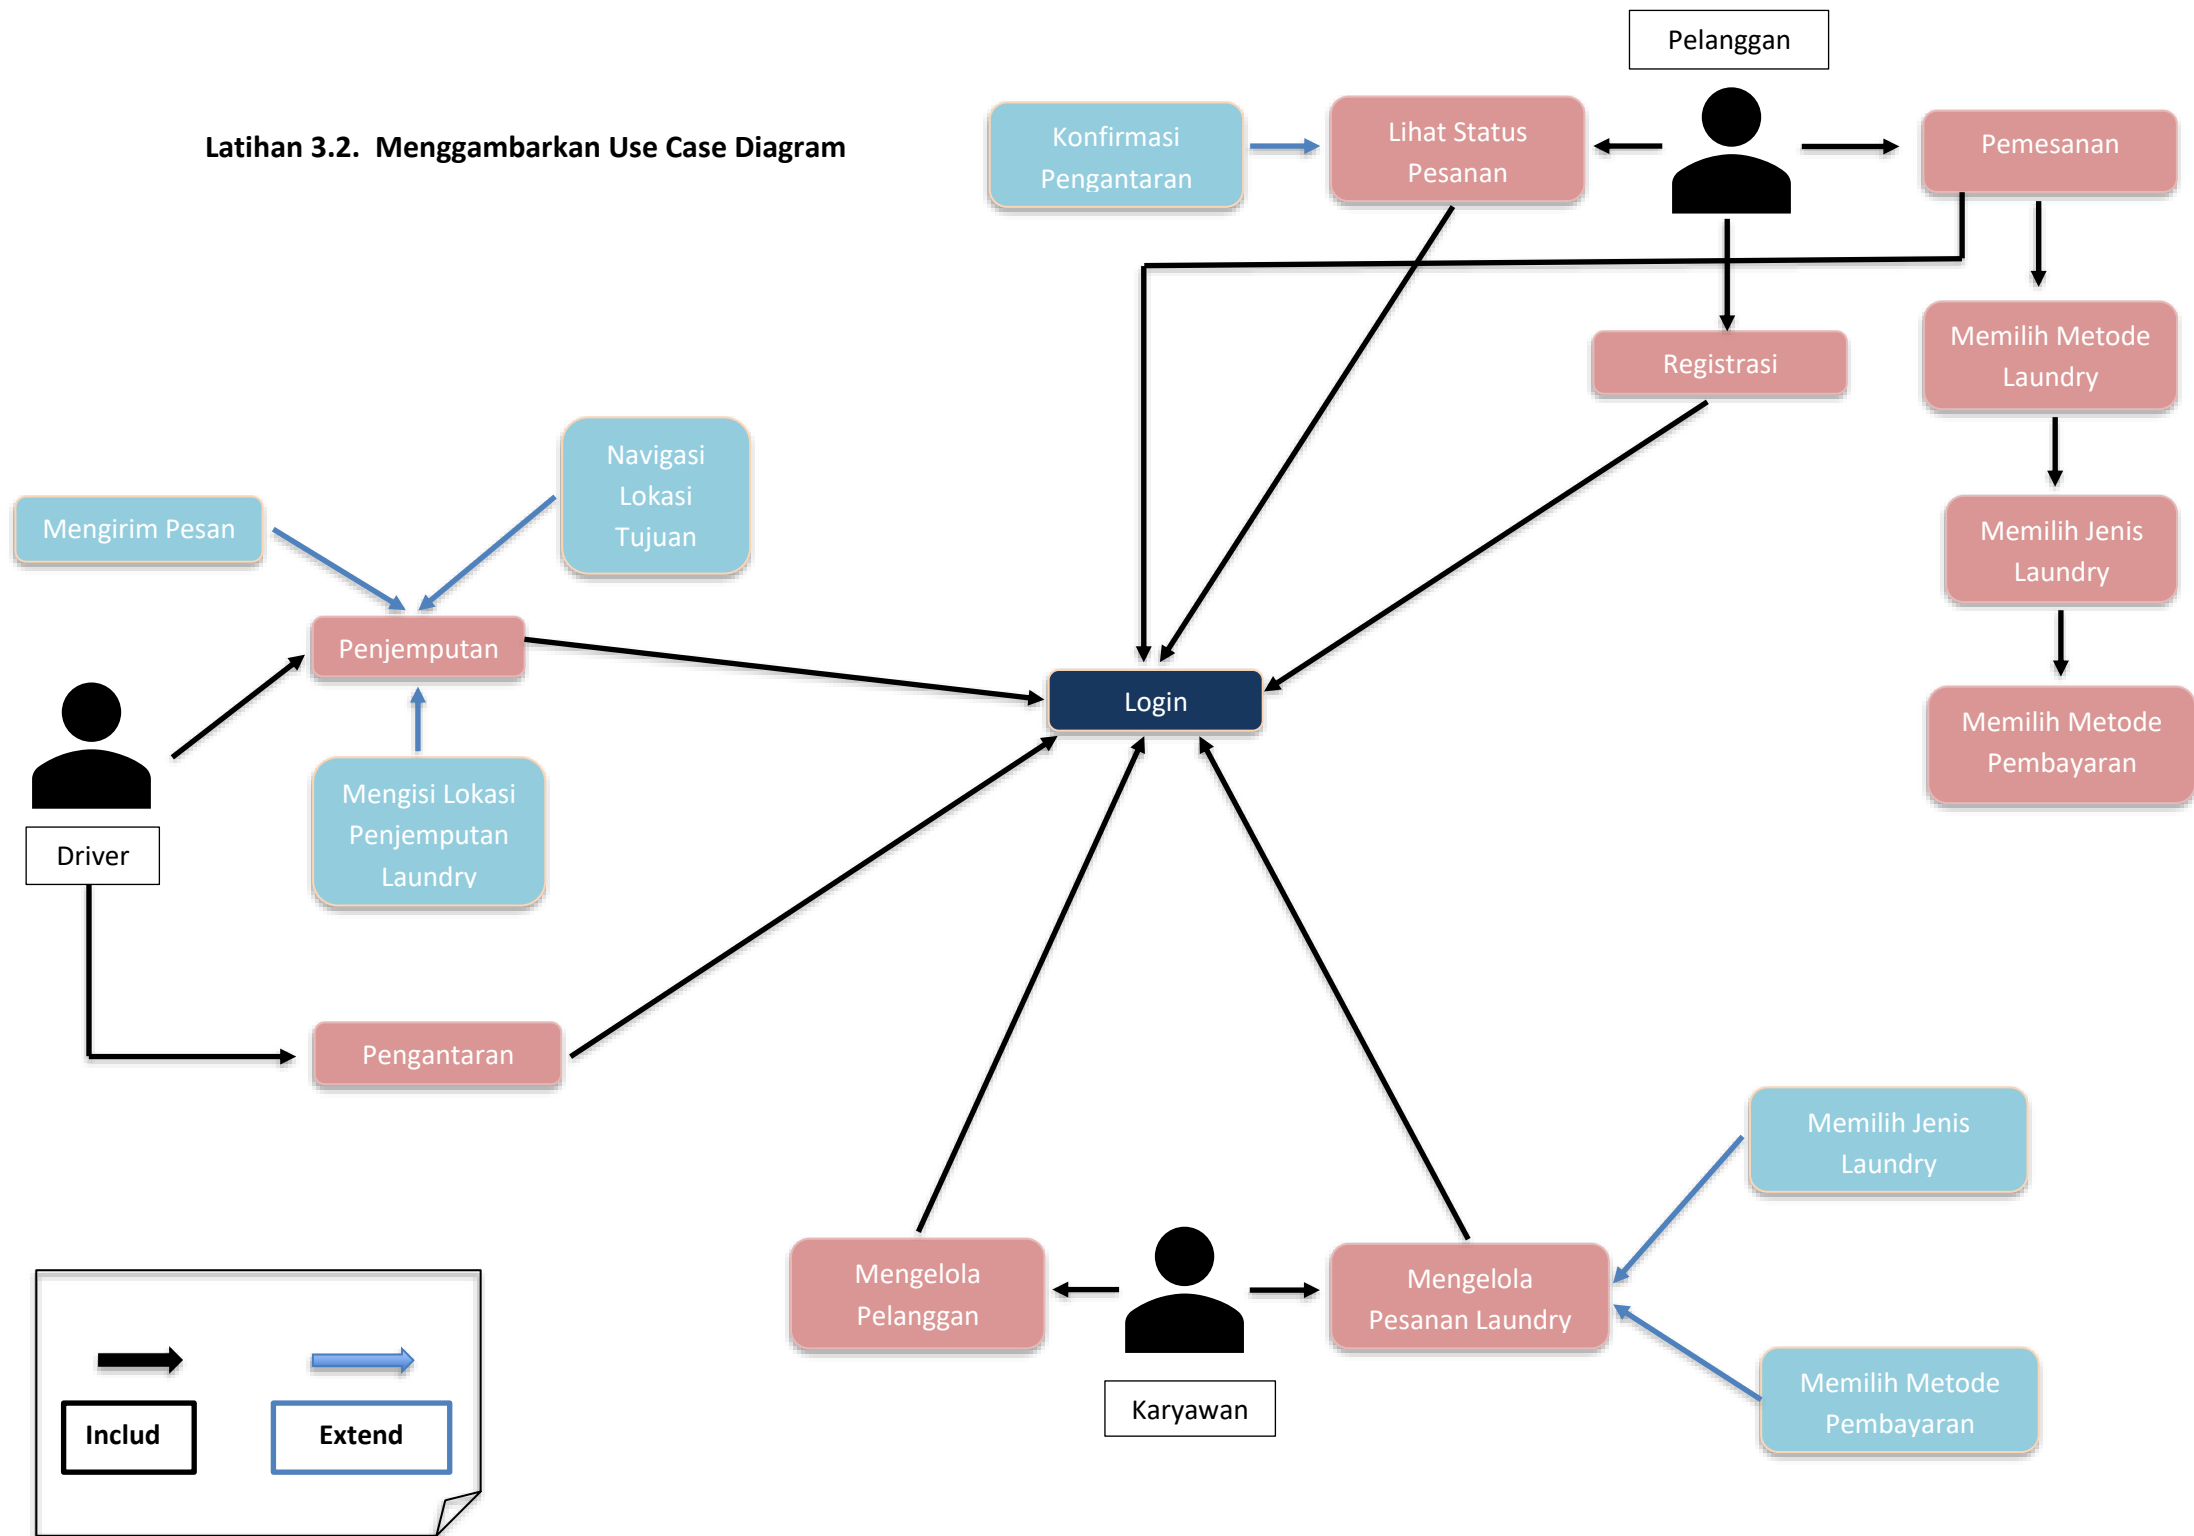 Pelanggan
Latihan 3.2.  Menggambarkan Use Case Diagram
Konfirmasi
Pengantaran
Lihat Status
Pesanan
Pemesanan
Registrasi
Memilih Metode
Laundry
Navigasi
Lokasi
Tujuan
Mengirim Pesan
Memilih Jenis
Laundry
Penjemputan
Login
Memilih Metode
Pembayaran
Mengisi Lokasi
Penjemputan
Laundry
Driver
Pengantaran
Memilih Jenis
Laundry
Mengelola
Pelanggan
Mengelola
Pesanan Laundry
Karyawan
Memilih Metode
Pembayaran
Includ
Extend